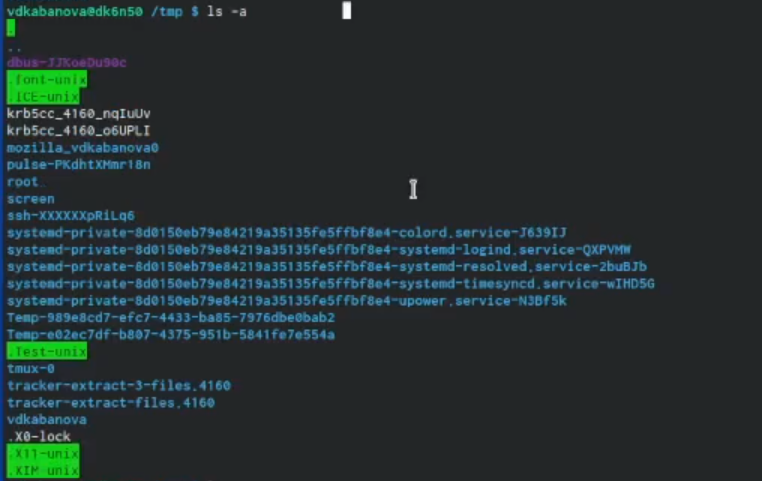 vdkabanova@dk6n50 /tmp $ ls -a
.
..
dbus-JJKoeDu90c
.font-unix
.ICE-unix
krb5cc_4160_nqIuUv
krb5cc_4160_o6UPLI
mozilla_vdkabanova0
pulse-PKdhtXMmr18n
root
screen
ssh-XXXXXXpRiLq6
systemd-private-8d0150eb79e84219a35135fe5ffbf8e4-colord.service-J639IJ
systemd-private-8d0150eb79e84219a35135fe5ffbf8e4-systemd-logind.service-QXPVMW
systemd-private-8d0150eb79e84219a35135fe5ffbf8e4-systemd-resolved.service-2buBJb
systemd-private-8d0150eb79e84219a35135fe5ffbf8e4-systemd-timesyncd.service-wIHD5G
systemd-private-8d0150eb79e84219a35135fe5ffbf8e4-upower.service-N3Bf5k
Temp-989e8cd7-efc7-4433-ba85-7976dbe0bab2
Temp-e02ec7df-b807-4375-951b-5841fe7e554a
.Test-unix
tmux-0
tracker-extract-3-files.4160
tracker-extract-files.4160
vdkabanova
.X0-lock
.X11-unix
.XIM-unix